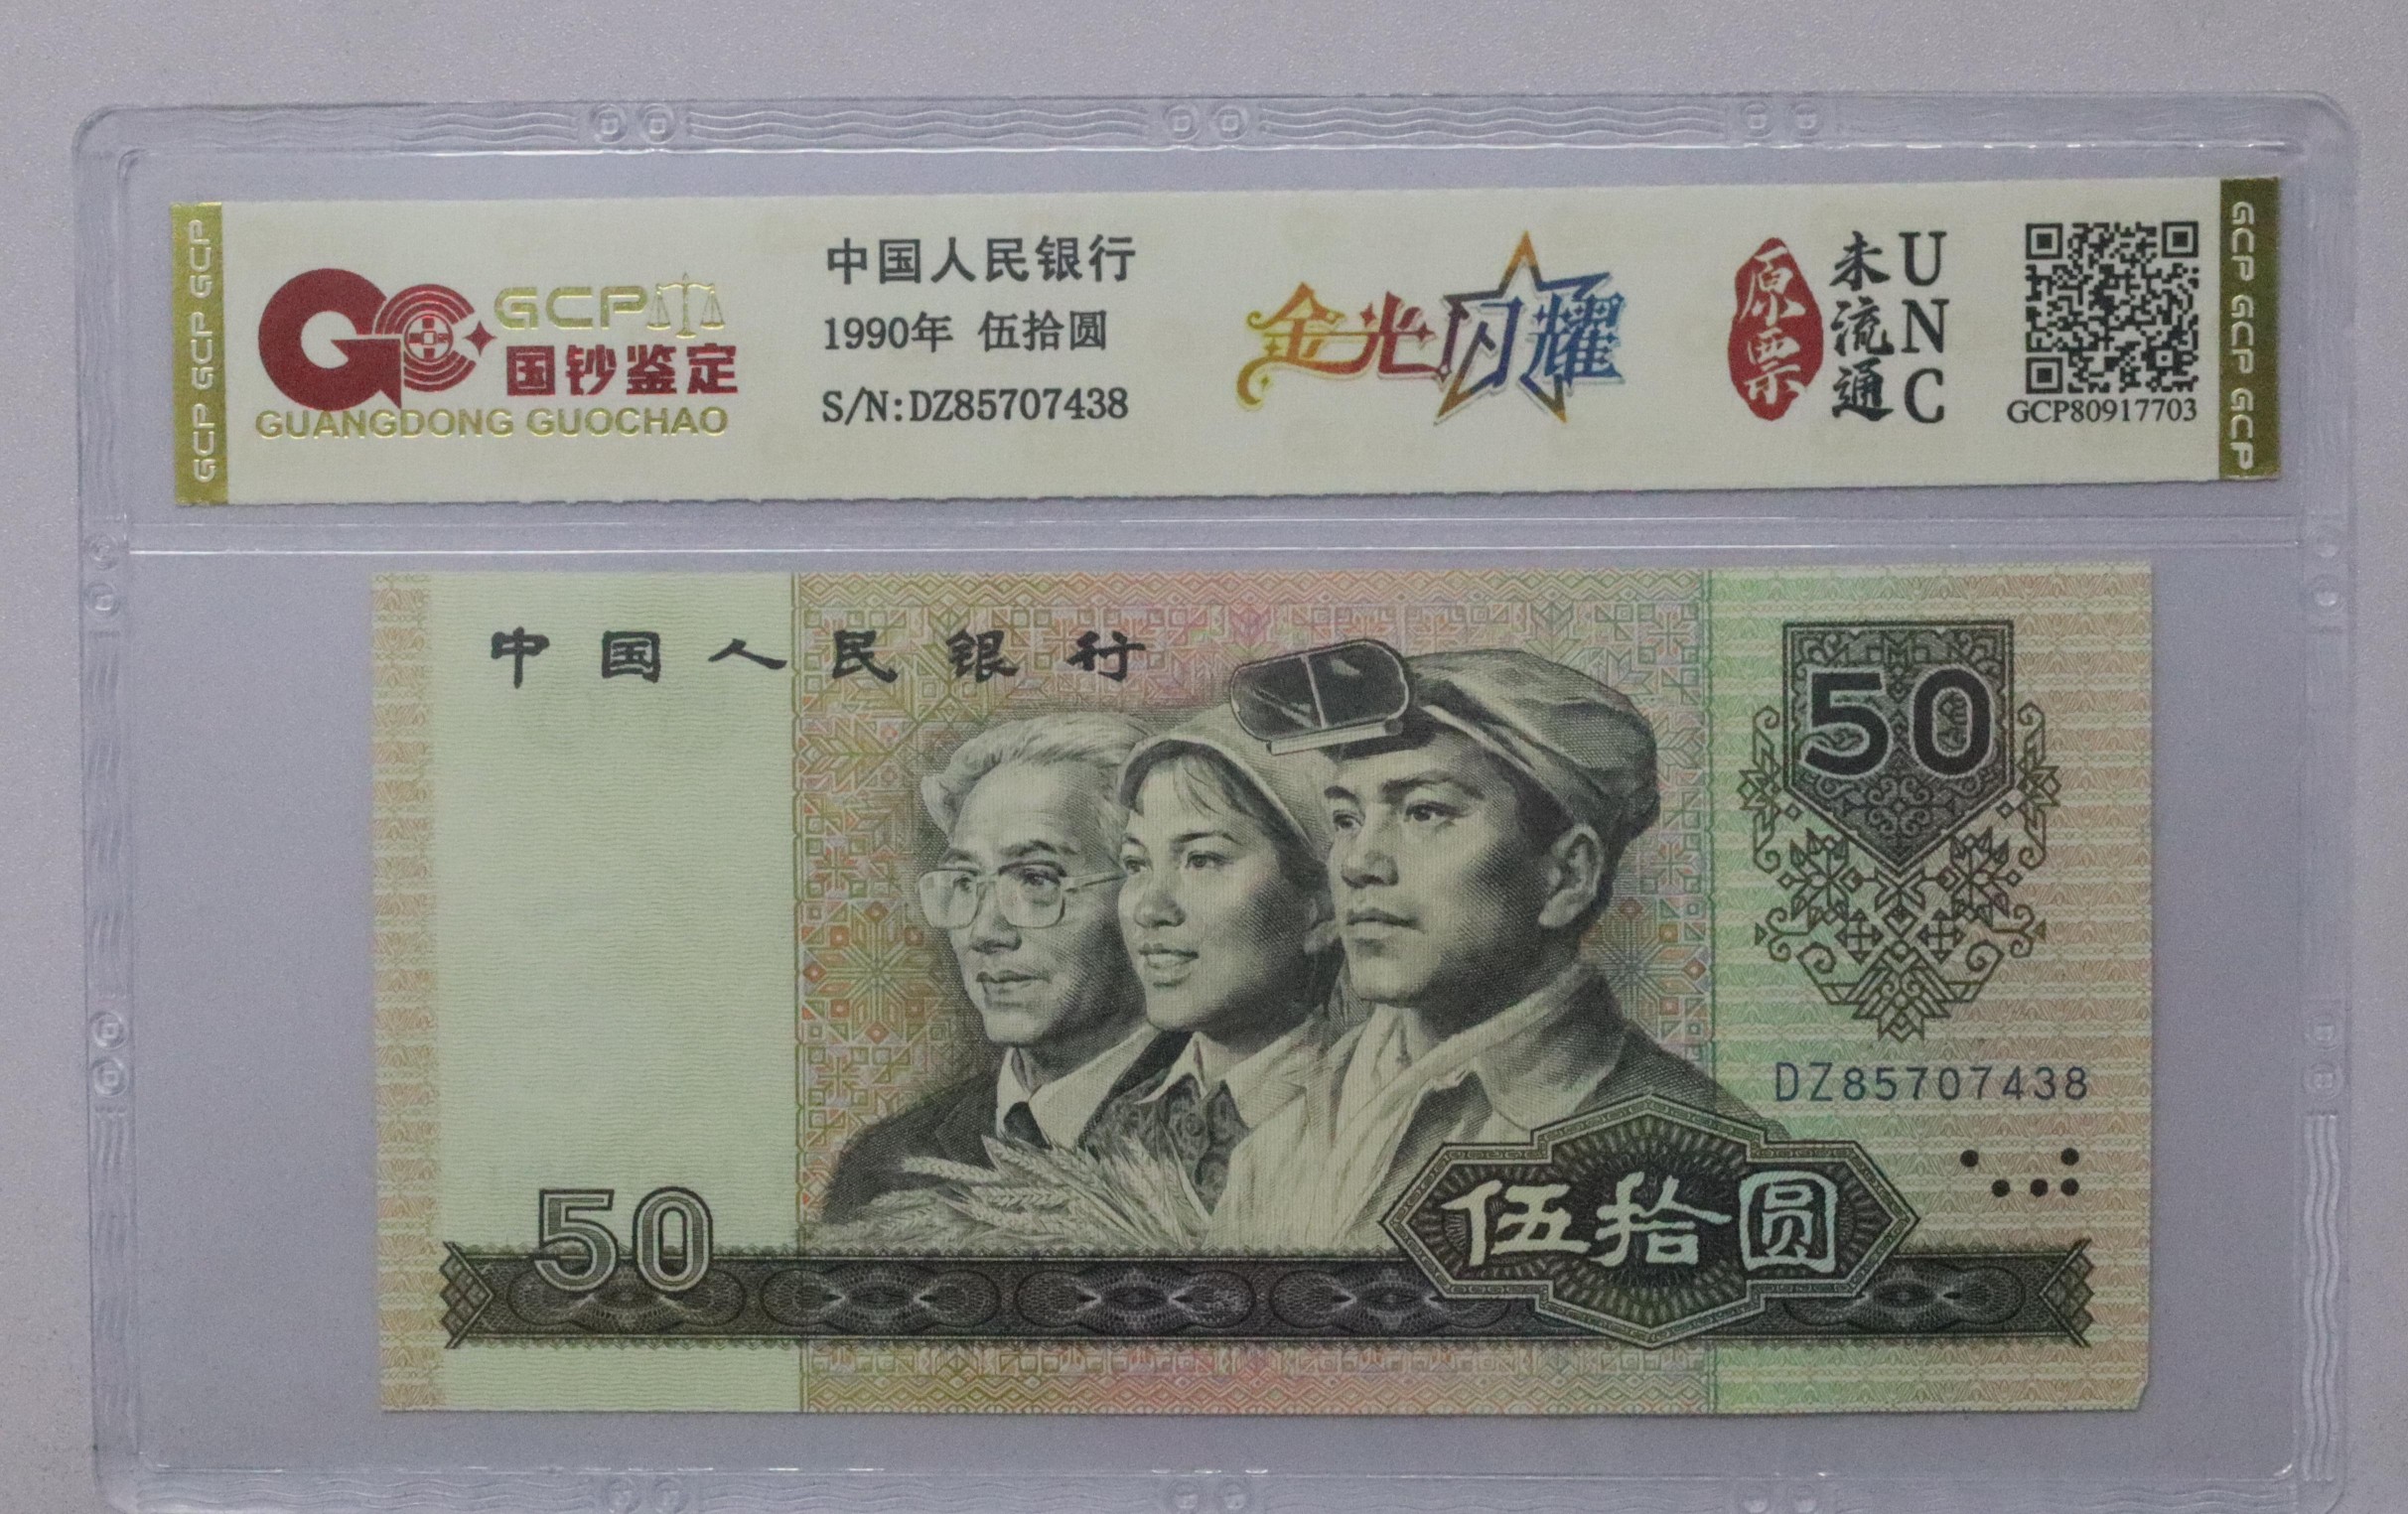 GCP GCP GCP
GCP
国钞鉴定
GUANGDONG GUOCHAO
中国人民银行
1990年 伍拾圆
S/N:DZ85707438
金光闪耀
原票
未流通
UNC
GCP80917703
GCP GCP GCP
中国人民银行
50
DZ85707438
50
伍拾圆